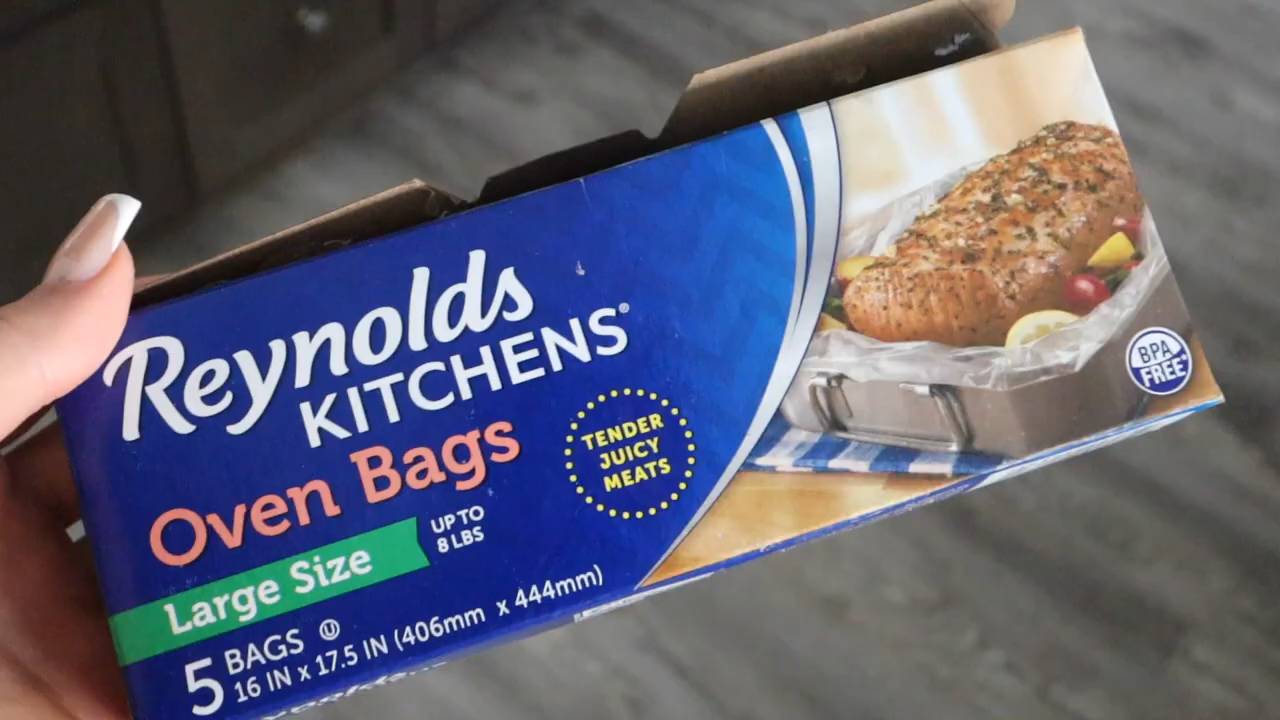 Reynolds
KITCHENS®
Oven Bags
TENDER
JUICY
MEATS
Large Size
UP TO
8 LBS
5 BAGS
16 IN x 17.5 IN (406mm x 444mm)
BPA
FREE*